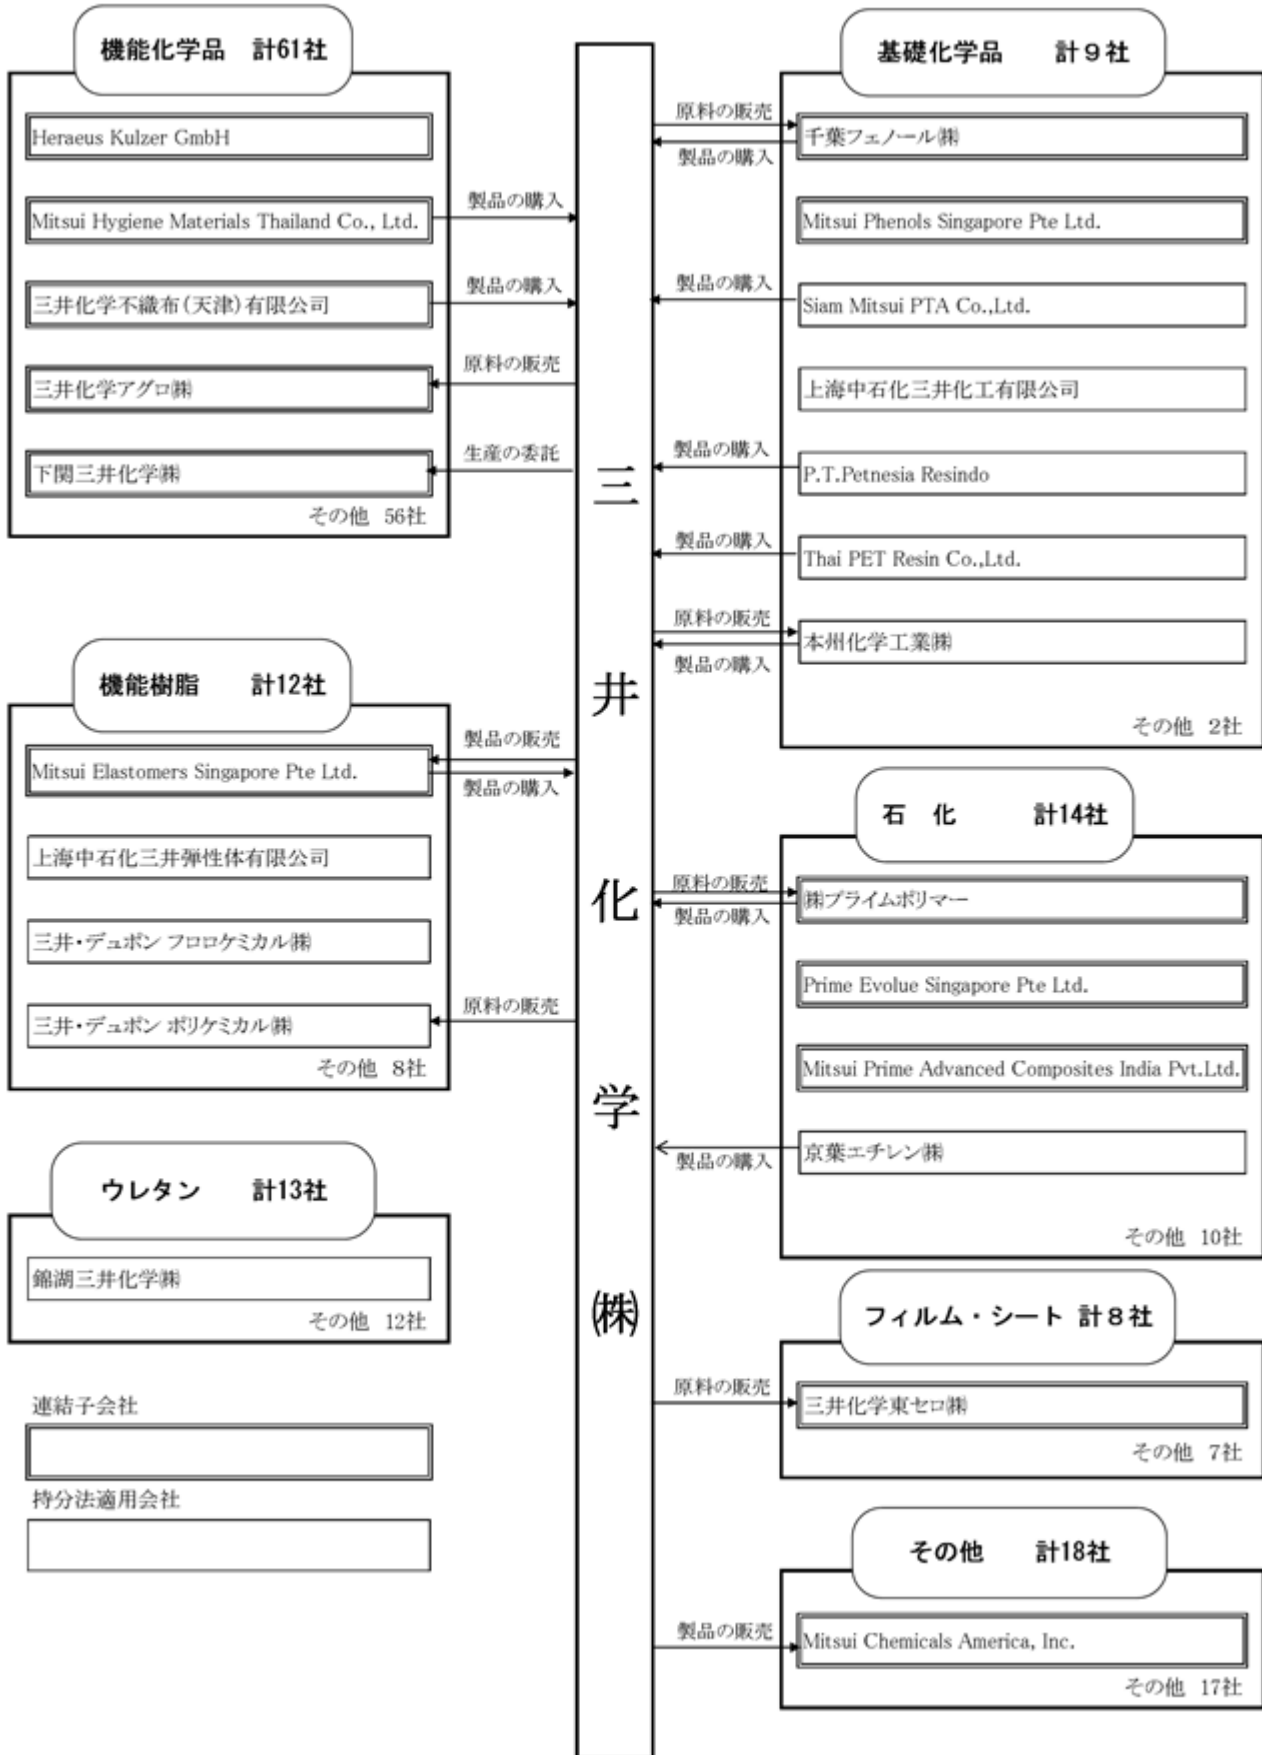 機能化学品 計61社
Heraeus Kulzer GmbH
製品の購入
Mitsui Hygiene Materials Thailand Co., Ltd.
製品の購入
三井化学不織布(天津)有限公司
原料の販売
三井化学アグロ㈱
生産の委託
下関三井化学㈱
その他 56社
機能樹脂 計12社
製品の販売
Mitsui Elastomers Singapore Pte Ltd.
製品の購入
上海中石化三井弾性体有限公司
三井・デュポン フロロケミカル㈱
原料の販売
三井・デュポン ポリケミカル㈱
その他 8社
ウレタン 計13社
錦湖三井化学㈱
その他 12社
連結子会社
持分法適用会社
三井化学㈱
基礎化学品 計9社
原料の販売
千葉フェノール㈱
製品の購入
Mitsui Phenols Singapore Pte Ltd.
製品の購入
Siam Mitsui PTA Co.,Ltd.
上海中石化三井化工有限公司
製品の購入
P.T.Petnesia Resindo
製品の購入
Thai PET Resin Co.,Ltd.
原料の販売
本州化学工業㈱
製品の購入
その他 2社
石 化 計14社
原料の販売
㈱プライムポリマー
製品の購入
Prime Evolue Singapore Pte Ltd.
Mitsui Prime Advanced Composites India Pvt.Ltd.
京葉エチレン㈱
製品の購入
その他 10社
フィルム・シート 計8社
原料の販売
三井化学東セロ㈱
その他 7社
その他 計18社
製品の販売
Mitsui Chemicals America, Inc.
その他 17社